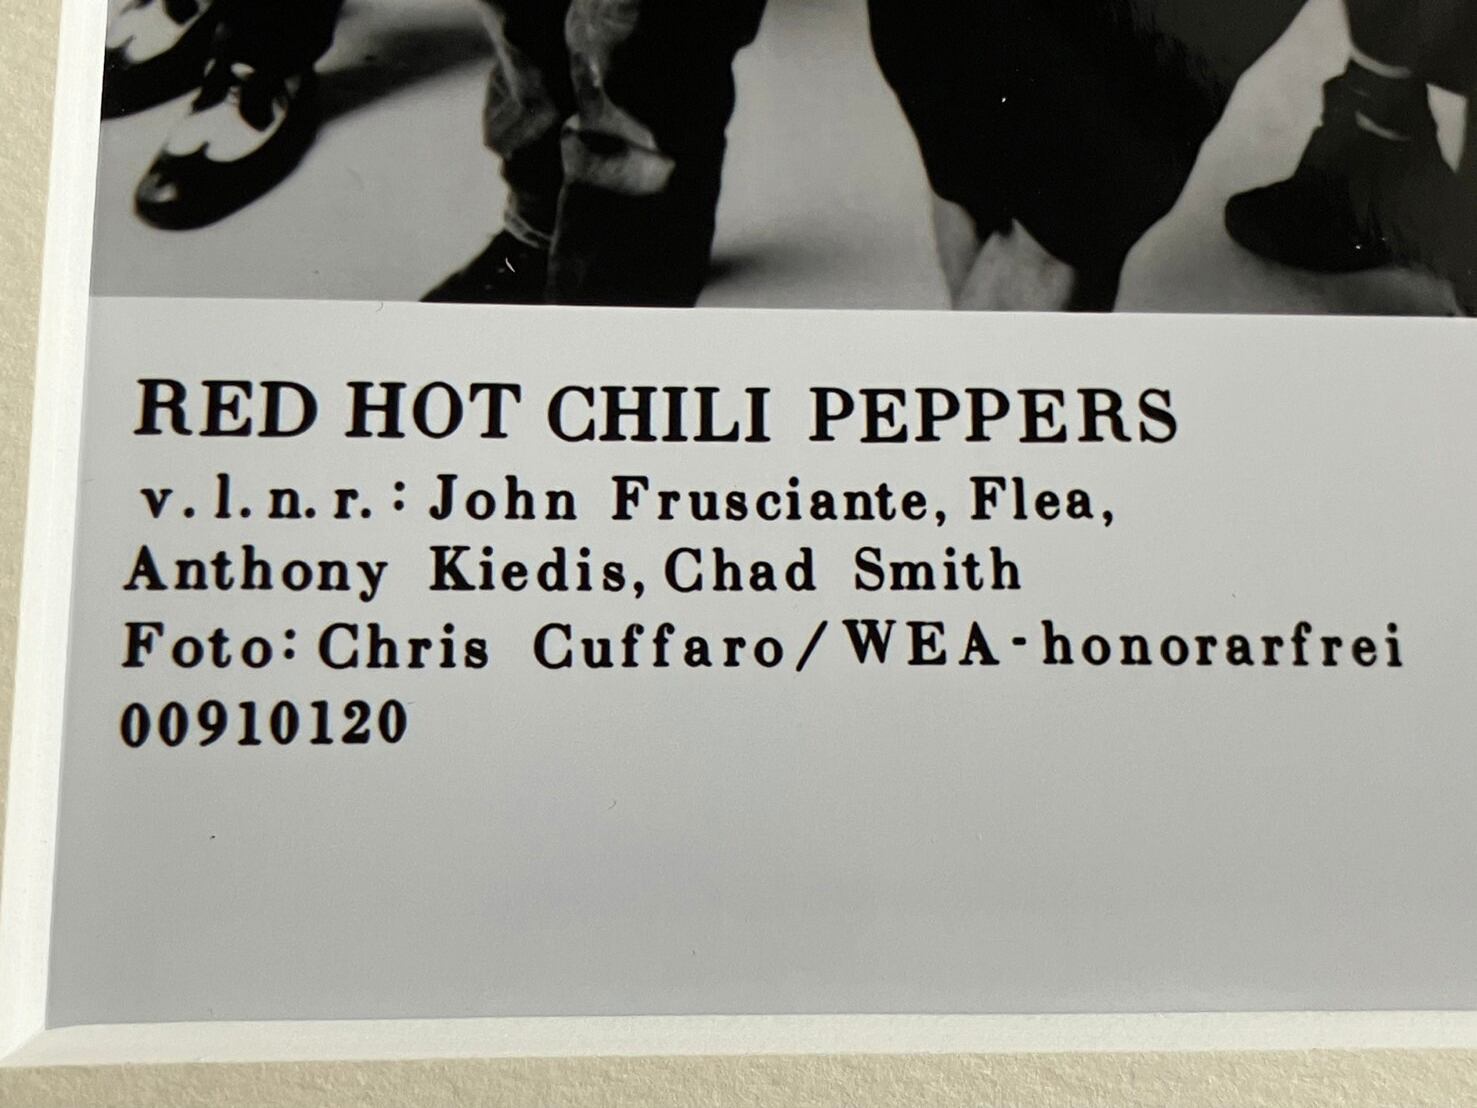 RED HOT CHILI PEPPERS
v.l.n.r.: John Frusciante, Flea,
Anthony Kiedis, Chad Smith
Foto: Chris Cuffaro/WEA-honorarfrei
00910120